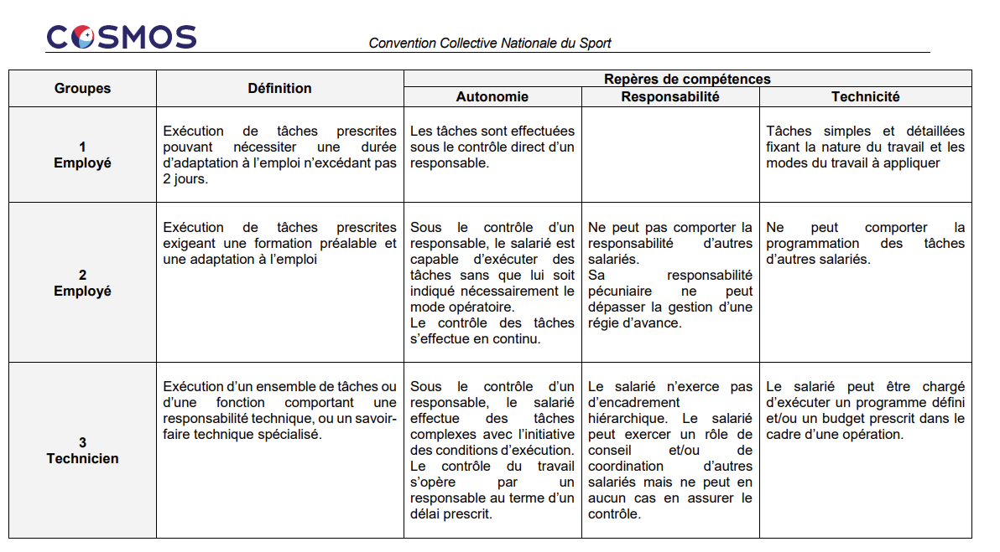 COSMOS
Convention Collective Nationale du Sport
Groupes
Définition
Repères de compétences
Autonomie
Responsabilité
Technicité
1
Employé
Exécution de tâches prescrites
pouvant nécessiter une durée
d’adaptation à l’emploi n’excédant pas
2 jours.
Les tâches sont effectuées
sous le contrôle direct d’un
responsable.
Tâches simples et détaillées
fixant la nature du travail et les
modes du travail à appliquer
2
Employé
Exécution de tâches prescrites
exigeant une formation préalable et
une adaptation à l’emploi
Sous le contrôle d’un
responsable, le salarié est
capable d’exécuter des
tâches sans que lui soit
indiqué nécessairement le
mode opératoire.
Le contrôle des tâches
s’effectue en continu.
Ne peut pas comporter la
responsabilité d’autres
salariés.
Sa responsabilité
pécuniaire ne peut
dépasser la gestion d’une
régie d’avance.
Ne peut comporter la
programmation des tâches
d’autres salariés.
3
Technicien
Exécution d’un ensemble de tâches ou
d’une fonction comportant une
responsabilité technique, ou un savoir-
faire technique spécialisé.
Sous le contrôle d’un
responsable, le salarié
effectue des tâches
complexes avec l’initiative
des conditions d’exécution.
Le contrôle du travail
s’opère par un
responsable au terme d’un
délai prescrit.
Le salarié n’exerce pas
d’encadrement
hiérarchique. Le salarié
peut exercer un rôle de
conseil et/ou de
coordination d’autres
salariés mais ne peut en
aucun cas en assurer le
contrôle.
Le salarié peut être chargé
d’exécuter un programme défini
et/ou un budget prescrit dans le
cadre d’une opération.